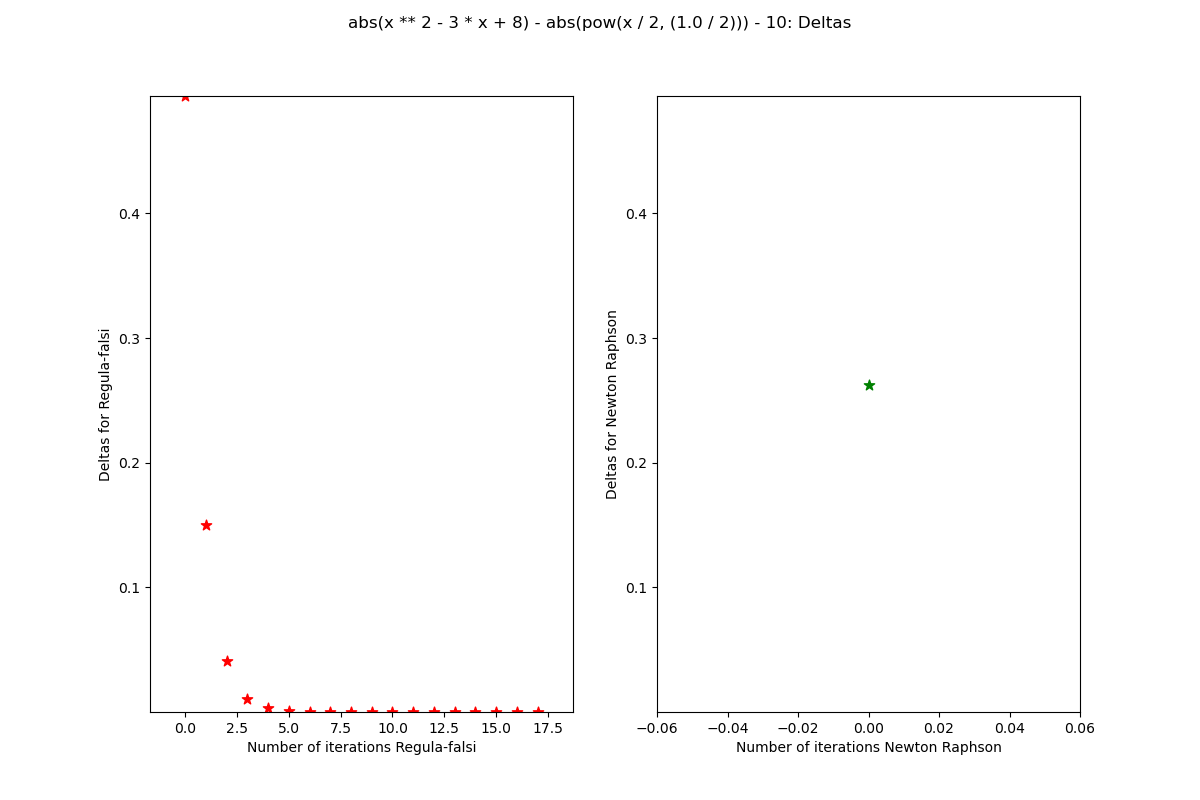 abs(x ** 2 - 3 * x + 8) - abs(pow(x / 2, (1.0 / 2))) - 10: Deltas
Deltas for Regula-falsi
0.4
0.3
0.2
0.1
0.0 2.5 5.0 7.5 10.0 12.5 15.0 17.5
Number of iterations Regula-falsi
Deltas for Newton Raphson
0.4
0.3
0.2
0.1
−0.06 −0.04 −0.02 0.00 0.02 0.04 0.06
Number of iterations Newton Raphson